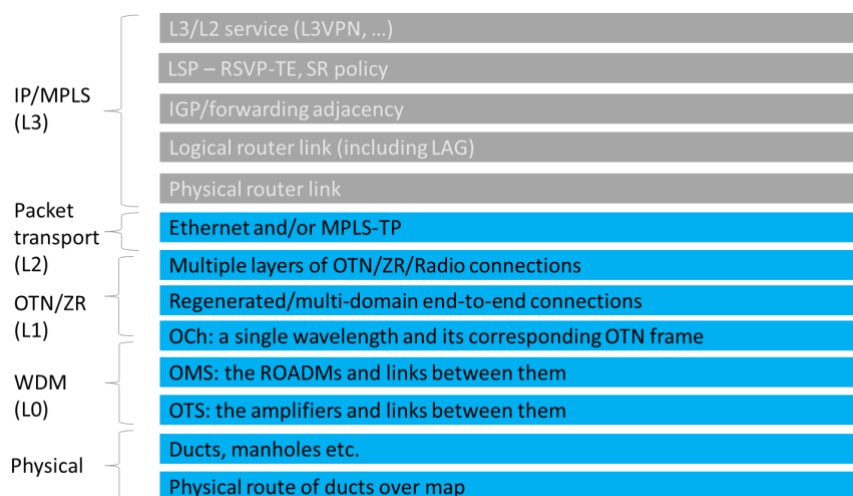 L3/L2 service (L3VPN, ...)
LSP – RSVP-TE, SR policy
IP/MPLS
(L3)
IGP/forwarding adjacency
Logical router link (including LAG)
Physical router link
Packet
transport
(L2)
Ethernet and/or MPLS-TP
Multiple layers of OTN/ZR/Radio connections
OTN/ZR
(L1)
Regenerated/multi-domain end-to-end connections
OCh: a single wavelength and its corresponding OTN frame
WDM
(L0)
OMS: the ROADMs and links between them
OTS: the amplifiers and links between them
Physical
Ducts, manholes etc.
Physical route of ducts over map